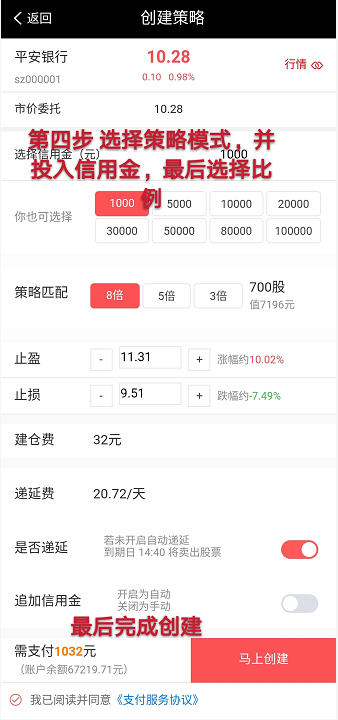 返回
创建策略
平安银行
10.28
行情
sz000001
0.10 0.98%
市价委托
10.28
第四步 选择策略模式，并
选择信用金（元）
1000
投入信用金，最后选择比
例
你也可选择
1000 5000 10000 20000
30000 50000 80000 100000
策略匹配
8倍 5倍 3倍
700股
值7196元
止盈
- 11.31 +
涨幅约10.02%
止损
- 9.51 +
跌幅约-7.49%
建仓费
32元
递延费
20.72/天
是否递延
若未开启自动递延
到期日 14:40 将卖出股票
追加信用金
开启为自动
关闭为手动
最后完成创建
需支付1032元
（账户余额67219.71元）
马上创建
我已阅读并同意《支付服务协议》